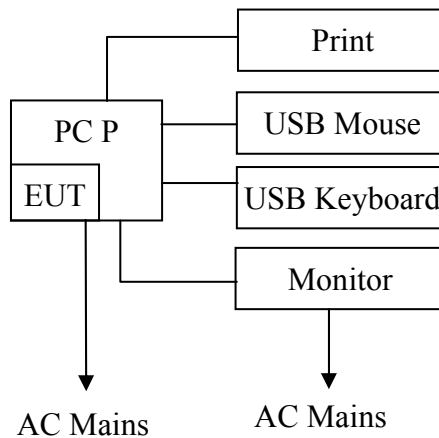 Print
PC P
USB Mouse
EUT
USB Keyboard
Monitor
AC Mains
AC Mains